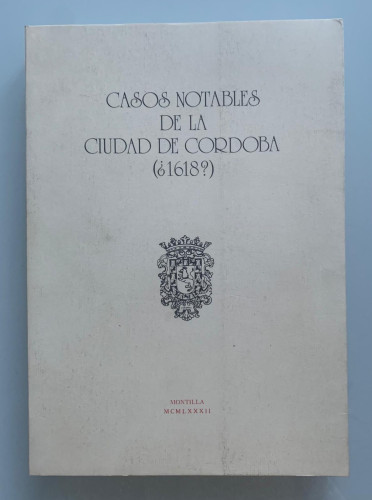 CASOS NOTABLES
DE LA
CIUDAD DE CORDOBA
(¿1618?)
MONTILLA
MCMLXXXII